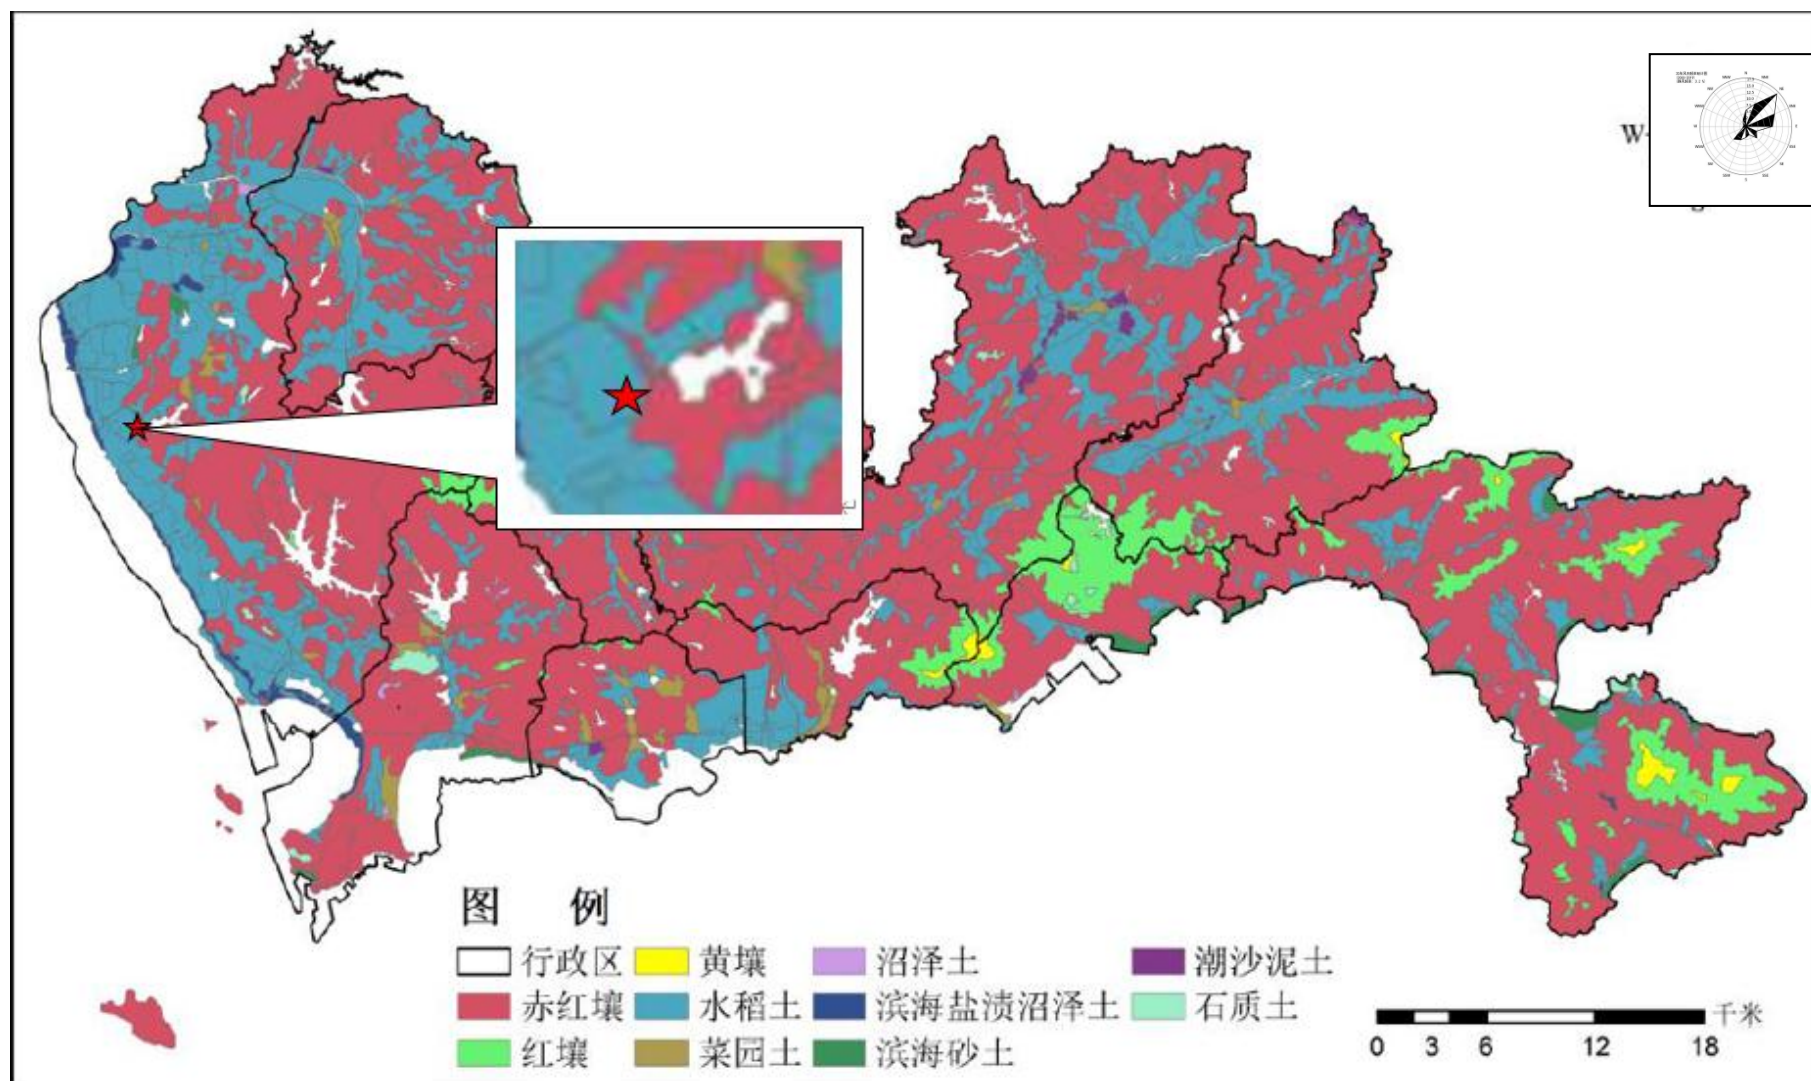 W
图 例
行政区 黄壤 沼泽土 潮沙泥土
赤红壤 水稻土 滨海盐渍沼泽土 石质土
红壤 菜园土 滨海砂土
千米
0 3 6 12 18